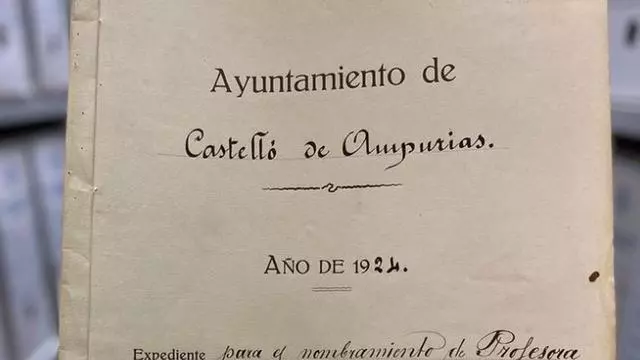 Ayuntamiento de
Castelló de Ampurias.
AÑO DE 1924.
Expediente para el nombramiento de Profesora